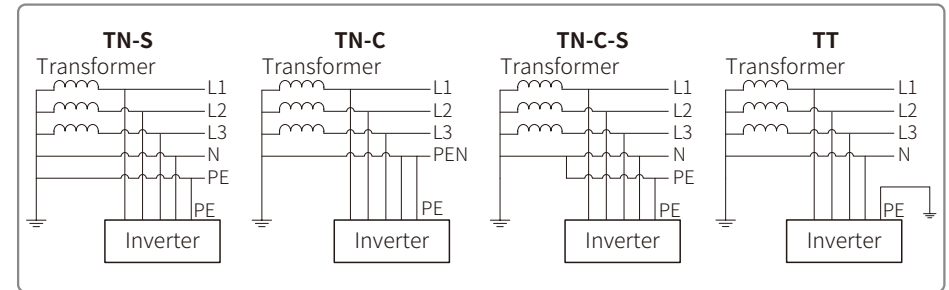 TN-S
Transformer
L1
L2
L3
N
PE
PE
Inverter
TN-C
Transformer
L1
L2
L3
PEN
PE
Inverter
TN-C-S
Transformer
L1
L2
L3
N
PE
PE
Inverter
TT
Transformer
L1
L2
L3
N
PE
Inverter